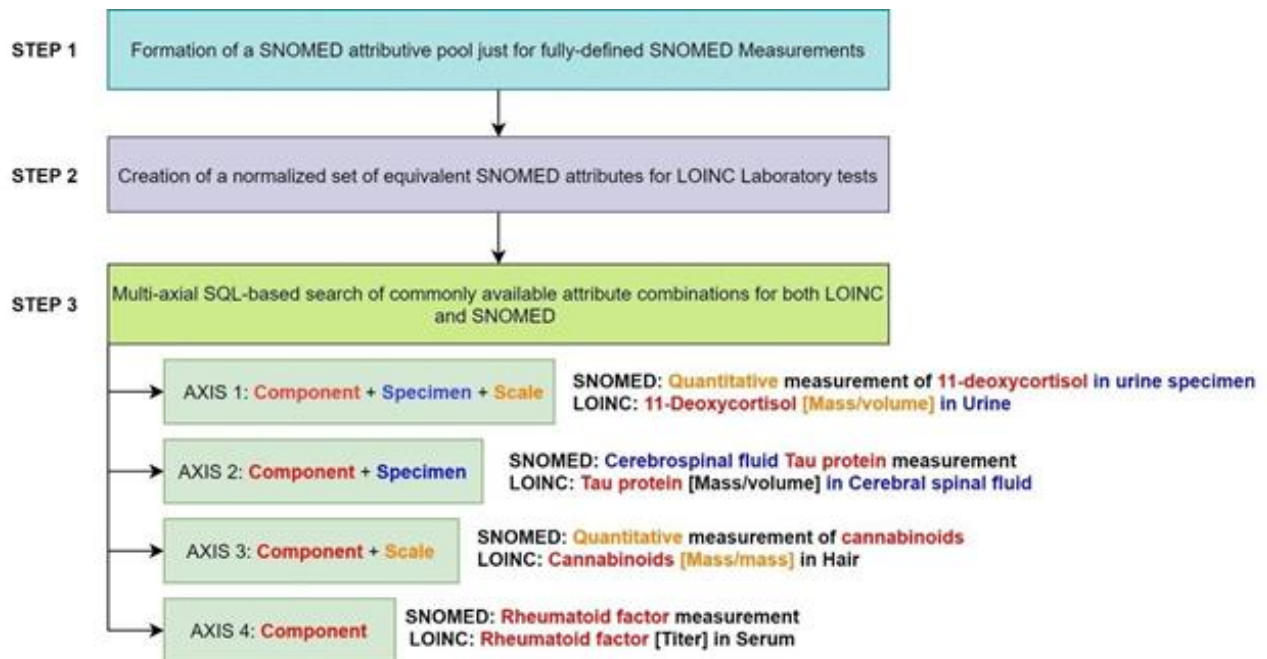 STEP 1
Formation of a SNOMED attributive pool just for fully-defined SNOMED Measurements
STEP 2
Creation of a normalized set of equivalent SNOMED attributes for LOINC Laboratory tests
STEP 3
Multi-axial SQL-based search of commonly available attribute combinations for both LOINC
and SNOMED
AXIS 1: Component + Specimen + Scale
SNOMED: Quantitative measurement of 11-deoxycortisol in urine specimen
LOINC: 11-Deoxycortisol [Mass/volume] in Urine
AXIS 2: Component + Specimen
SNOMED: Cerebrospinal fluid Tau protein measurement
LOINC: Tau protein [Mass/volume] in Cerebral spinal fluid
AXIS 3: Component + Scale
SNOMED: Quantitative measurement of cannabinoids
LOINC: Cannabinoids [Mass/mass] in Hair
AXIS 4: Component
SNOMED: Rheumatoid factor measurement
LOINC: Rheumatoid factor [Titer] in Serum